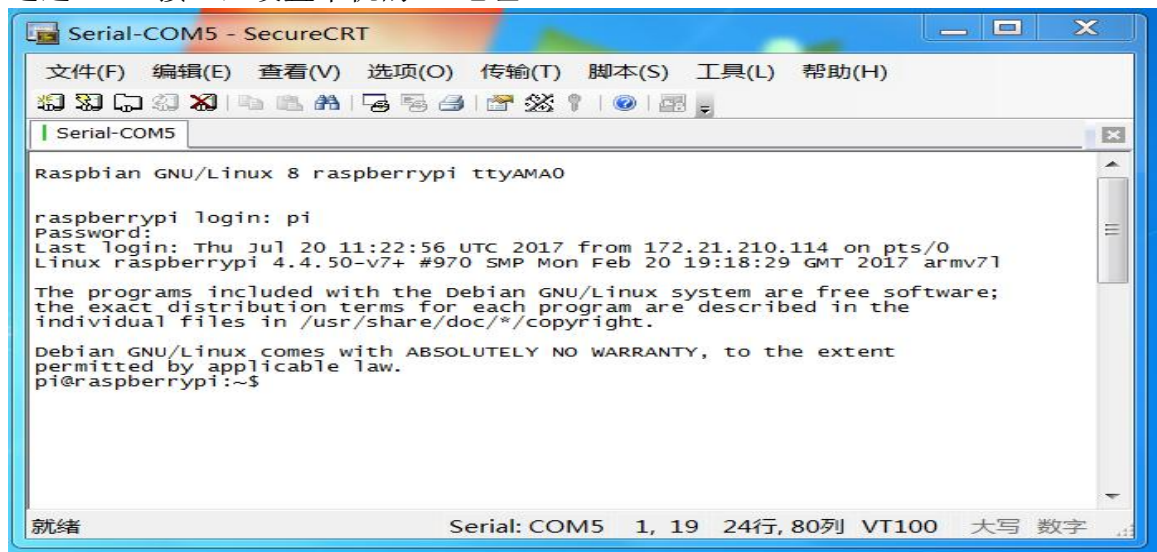 Serial-COM5 - SecureCRT
文件(F) 编辑(E) 查看(V) 选项(O) 传输(T) 脚本(S) 工具(L) 帮助(H)
Serial-COM5
Raspbian GNU/Linux 8 raspberrypi ttyAMA0
raspberrypi login: pi
Password:
Last login: Thu Jul 20 11:22:56 UTC 2017 from 172.21.210.114 on pts/0
Linux raspberrypi 4.4.50-v7+ #970 SMP Mon Feb 20 19:18:29 GMT 2017 armv7l
The programs included with the Debian GNU/Linux system are free software;
the exact distribution terms for each program are described in the
individual files in /usr/share/doc/*/copyright.
Debian GNU/Linux comes with ABSOLUTELY NO WARRANTY, to the extent
permitted by applicable law.
pi@raspberrypi:~$
就绪 Serial: COM5 1, 19 24行, 80列 VT100 大写 数字